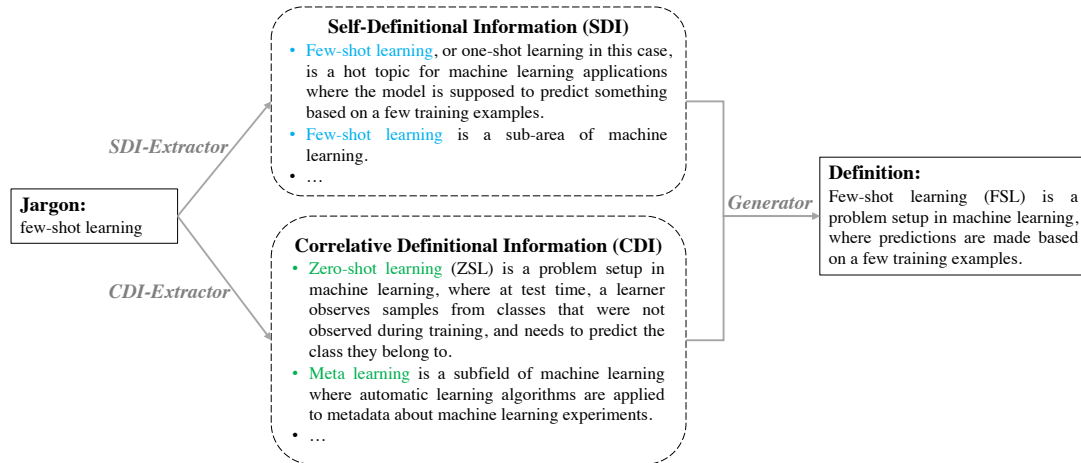 Self-Definitional Information (SDI)
• Few-shot learning, or one-shot learning in this case,
is a hot topic for machine learning applications
where the model is supposed to predict something
based on a few training examples.
• Few-shot learning is a sub-area of machine
learning.
• …
SDI-Extractor
Jargon:
few-shot learning
CDI-Extractor
Correlative Definitional Information (CDI)
• Zero-shot learning (ZSL) is a problem setup in
machine learning, where at test time, a learner
observes samples from classes that were not
observed during training, and needs to predict the
class they belong to.
• Meta learning is a subfield of machine learning
where automatic learning algorithms are applied
to metadata about machine learning experiments.
• …
Generator
Definition:
Few-shot learning (FSL) is a
problem setup in machine learning,
where predictions are made based
on a few training examples.